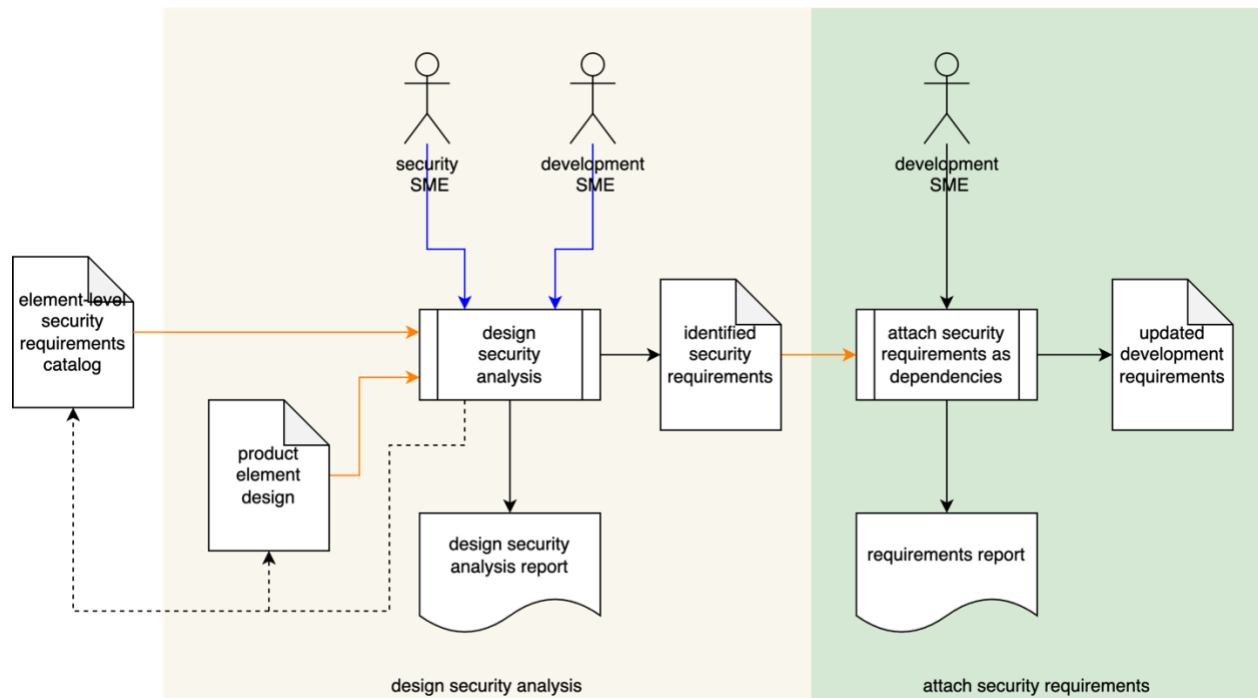 security
SME
development
SME
development
SME
element-level
security
requirements
catalog
design
security
analysis
identified
security
requirements
attach security
requirements as
dependencies
updated
development
requirements
product
element
design
design security
analysis report
requirements report
design security analysis
attach security requirements